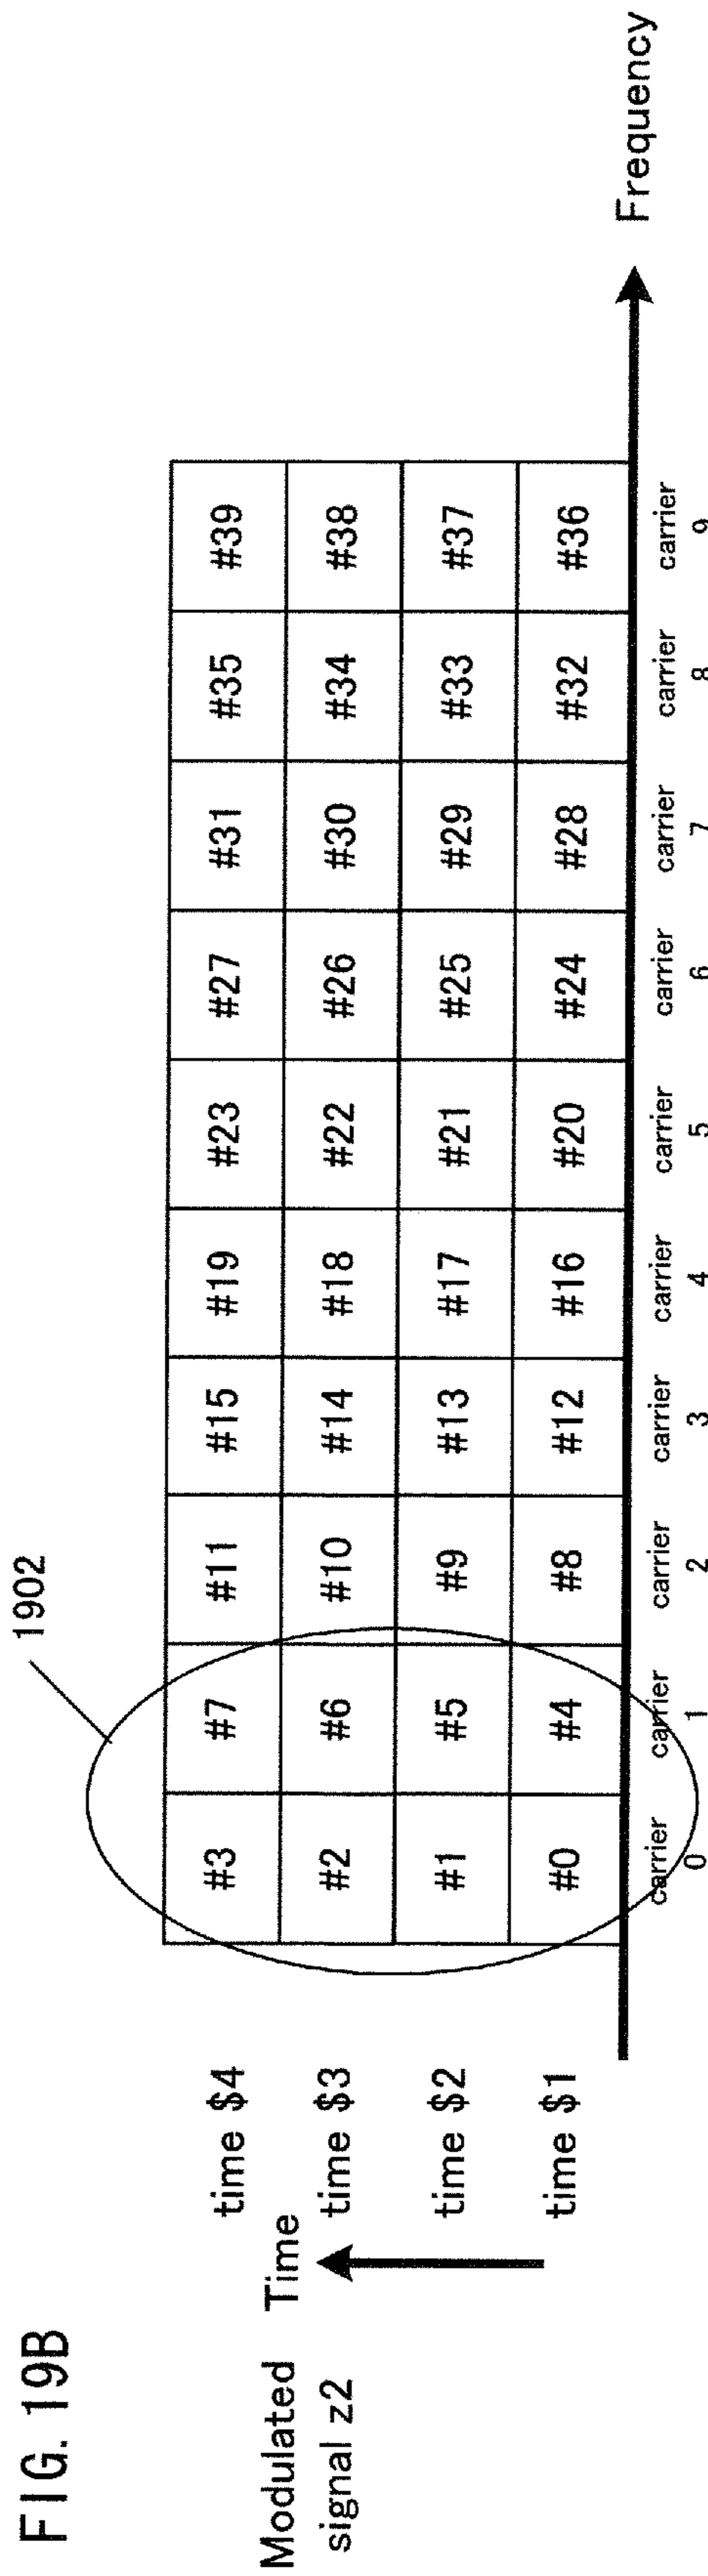 FIG. 19B
1902
Modulated
signal z2
Time
time $4
#3 #7 #11 #15 #19 #23 #27 #31 #35 #39
time $3
#2 #6 #10 #14 #18 #22 #26 #30 #34 #38
time $2
#1 #5 #9 #13 #17 #21 #25 #29 #33 #37
time $1
#0 #4 #8 #12 #16 #20 #24 #28 #32 #36
carrier carrier carrier carrier carrier carrier carrier carrier carrier carrier
0 1 2 3 4 5 6 7 8 9
Frequency